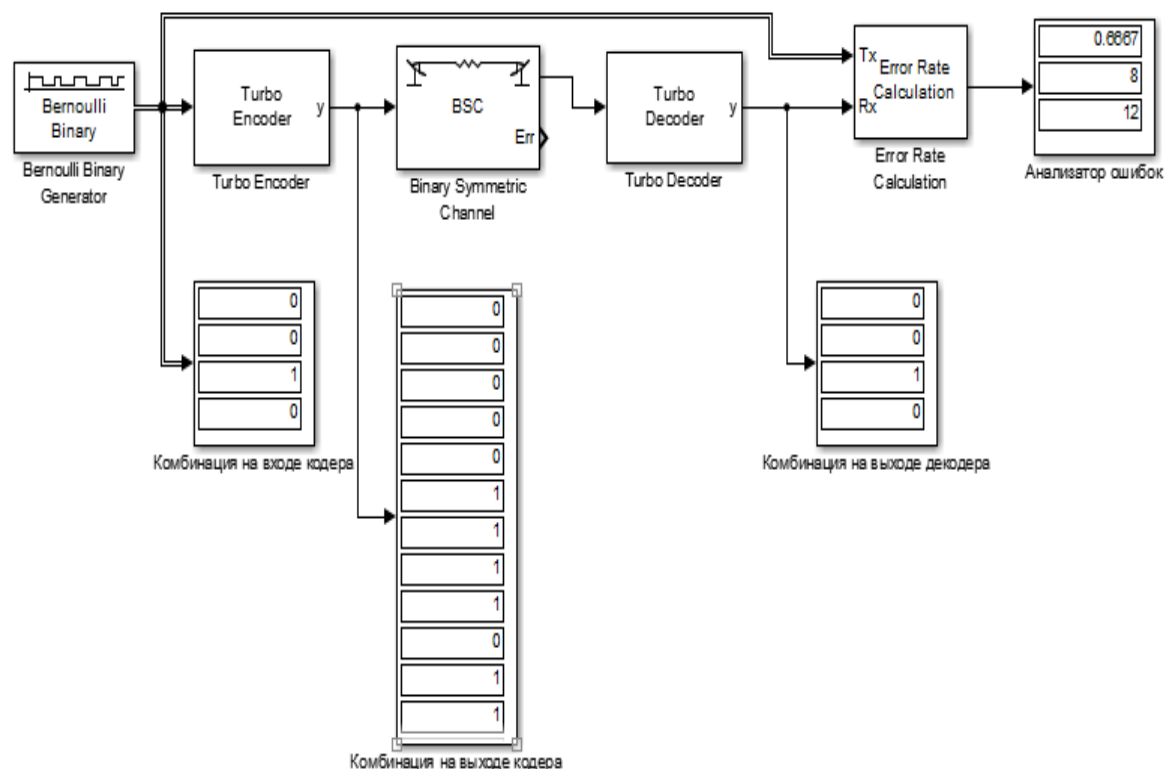 Bernoulli
Binary
Bernoulli Binary
Generator
Turbo
Encoder
y
Turbo Encoder
BSC
Err
Binary Symmetric
Channel
Turbo
Decoder
y
Turbo Decoder
Tx
Rx
Error Rate
Calculation
Error Rate
Calculation
0.6667
8
12
Анализатор ошибок
0
0
1
0
Комбинация на входе кодера
0
0
0
0
0
1
1
1
1
0
1
1
Комбинация на выходе кодера
0
0
1
0
Комбинация на выходе декодера